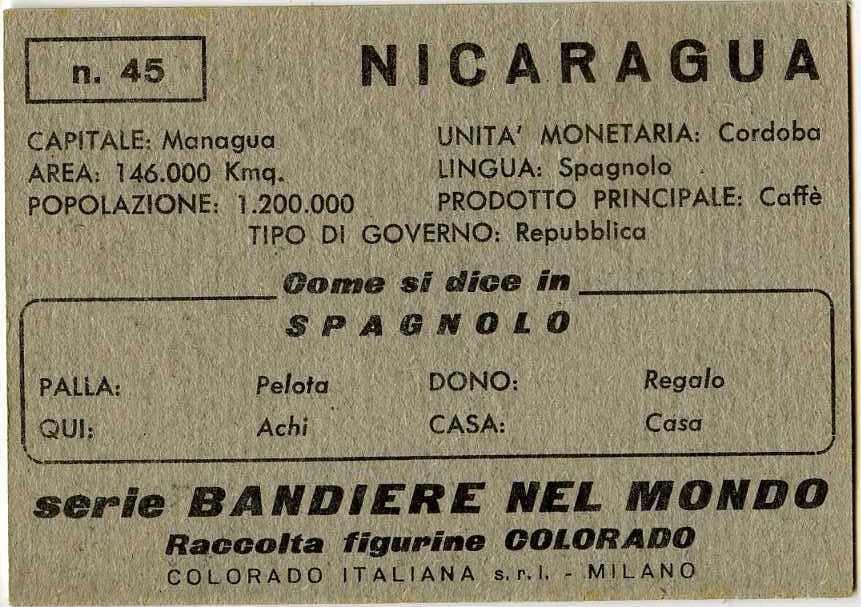 n. 45
NICARAGUA
CAPITALE: Managua
AREA: 146.000 Kmq.
POPOLAZIONE: 1.200.000
UNITA' MONETARIA: Cordoba
LINGUA: Spagnolo
PRODOTTO PRINCIPALE: Caffè
TIPO DI GOVERNO: Repubblica
Come si dice in
SPAGNOLO
PALLA: Pelota DONO: Regalo
QUI: Achi CASA: Casa
serie BANDIERE NEL MONDO
Raccolta figurine COLORADO
COLORADO ITALIANA s.r.l. - MILANO